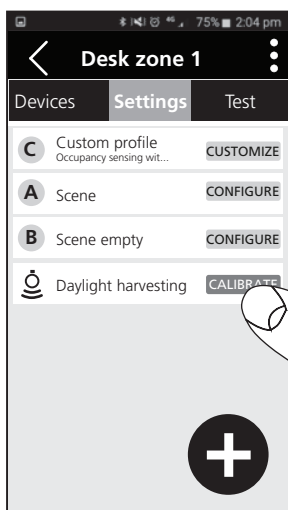 75% 2:04 pm
Desk zone 1
Devices Settings Test
C Custom profile CUSTOMIZE
Occupancy sensing wit...
A Scene CONFIGURE
B Scene empty CONFIGURE
Daylight harvesting CALIBRATE